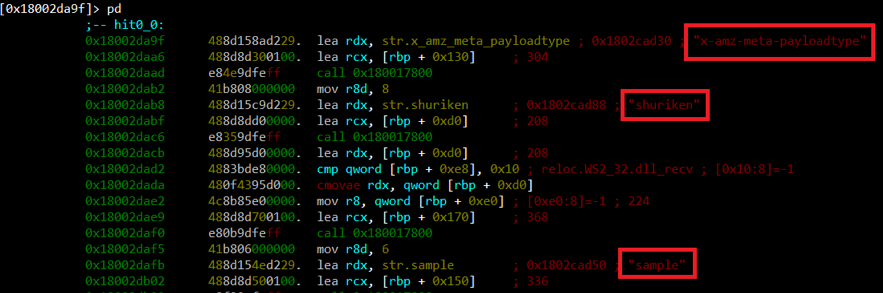 [0x18002da9f]> pd
;-- hit0_0:
0x18002da9f 488d158ad229. lea rdx, str.x_amz_meta_payloadtype ; 0x1802cad30 ; "x-amz-meta-payloadtype"
0x18002daa6 488d8d300100. lea rcx, [rbp + 0x130] ; 304
0x18002daad e84e9dfeff call 0x180017800
0x18002dab2 41b808000000 mov r8d, 8
0x18002dab8 488d15c9d229. lea rdx, str.shuriken ; 0x1802cad88 ; "shuriken"
0x18002dabf 488d8dd00000. lea rcx, [rbp + 0xd0] ; 208
0x18002dac6 e8359dfeff call 0x180017800
0x18002dacb 488d95d00000. lea rdx, [rbp + 0xd0] ; 208
0x18002dad2 4883bde80000. cmp qword [rbp + 0xe8], 0x10 ; reloc.WS2_32.dll_recv ; [0x10:8]=-1
0x18002dada 480f4395d000. cmovae rdx, qword [rbp + 0xd0]
0x18002dae2 4c8b85e00000. mov r8, qword [rbp + 0xe0] ; [0xe0:8]=-1 ; 224
0x18002dae9 488d8d700100. lea rcx, [rbp + 0x170] ; 368
0x18002daf0 e80b9dfeff call 0x180017800
0x18002daf5 41b806000000 mov r8d, 6
0x18002dafb 488d154ed229. lea rdx, str.sample ; 0x1802cad50 ; "sample"
0x18002db02 488d8d500100. lea rcx, [rbp + 0x150] ; 336